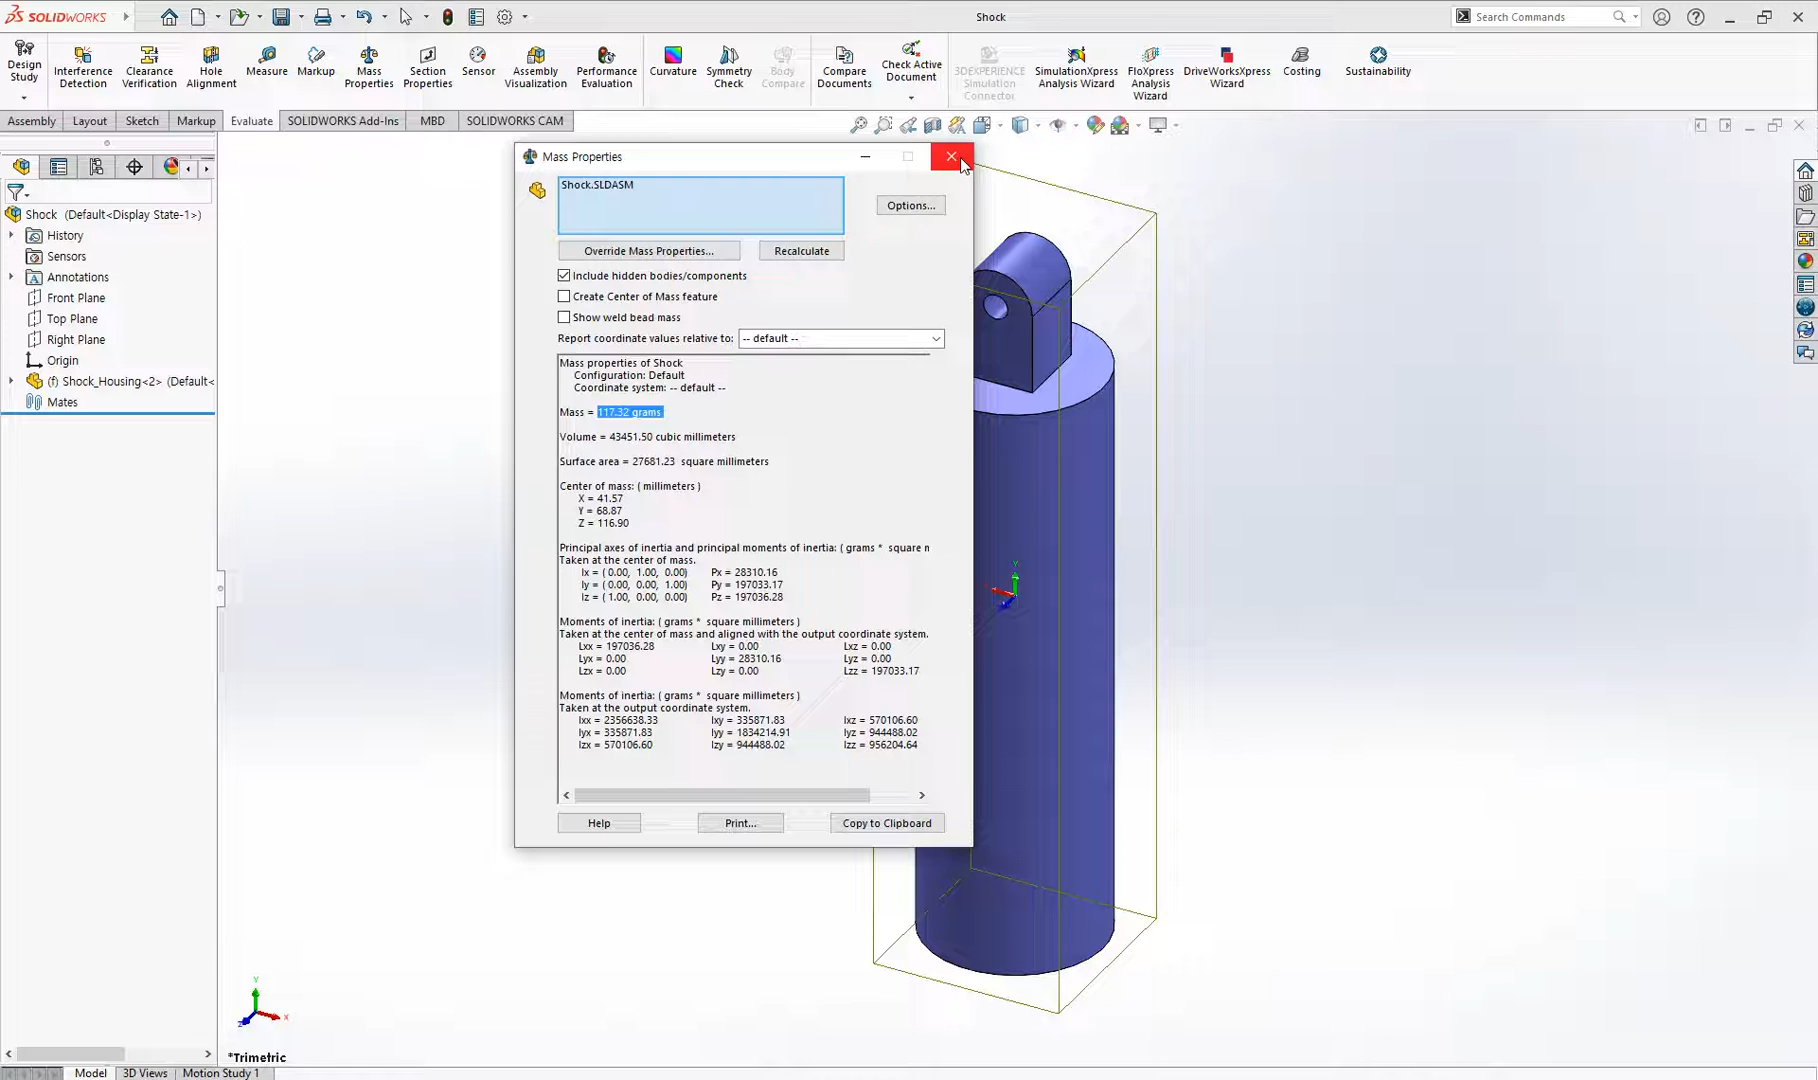 SOLIDWORKS
Shock
Search Commands
Design Study
Interference Detection
Clearance Verification
Hole Alignment
Measure
Markup
Mass Properties
Section Properties
Sensor
Assembly Visualization
Performance Evaluation
Curvature
Symmetry Check
Body Compare
Compare Documents
Check Active Document
3DEXPERIENCE Simulation Connector
SimulationXpress Analysis Wizard
FloXpress Analysis Wizard
DriveWorksXpress Wizard
Costing
Sustainability
Assembly Layout Sketch Markup Evaluate SOLIDWORKS Add-Ins MBD SOLIDWORKS CAM
Shock (Default<Display State-1>)
History
Sensors
Annotations
Front Plane
Top Plane
Right Plane
Origin
(f) Shock_Housing<2> (Default<
Mates
Mass Properties
Shock.SLDASM
Options...
Override Mass Properties... Recalculate
Include hidden bodies/components
Create Center of Mass feature
Show weld bead mass
Report coordinate values relative to: -- default --
Mass properties of Shock
Configuration: Default
Coordinate system: -- default --
Mass = 117.32 grams
Volume = 43451.50 cubic millimeters
Surface area = 27681.23 square millimeters
Center of mass: ( millimeters )
X = 41.57
Y = 68.87
Z = 116.90
Principal axes of inertia and principal moments of inertia: ( grams * square n
Taken at the center of mass.
Ix = ( 0.00, 1.00, 0.00) Px = 28310.16
Iy = ( 0.00, 0.00, 1.00) Py = 197033.17
Iz = ( 1.00, 0.00, 0.00) Pz = 197036.28
Moments of inertia: ( grams * square millimeters )
Taken at the center of mass and aligned with the output coordinate system.
Lxx = 197036.28 Lxy = 0.00 Lxz = 0.00
Lyx = 0.00 Lyy = 28310.16 Lyz = 0.00
Lzx = 0.00 Lzy = 0.00 Lzz = 197033.17
Moments of inertia: ( grams * square millimeters )
Taken at the output coordinate system.
Ixx = 2356638.33 Ixy = 335871.83 Ixz = 570106.60
Iyx = 335871.83 Iyy = 1834214.91 Iyz = 944488.02
Izx = 570106.60 Izy = 944488.02 Izz = 956204.64
Help Print... Copy to Clipboard
Y
Y
X
Z
*Trimetric
Model 3D Views Motion Study 1